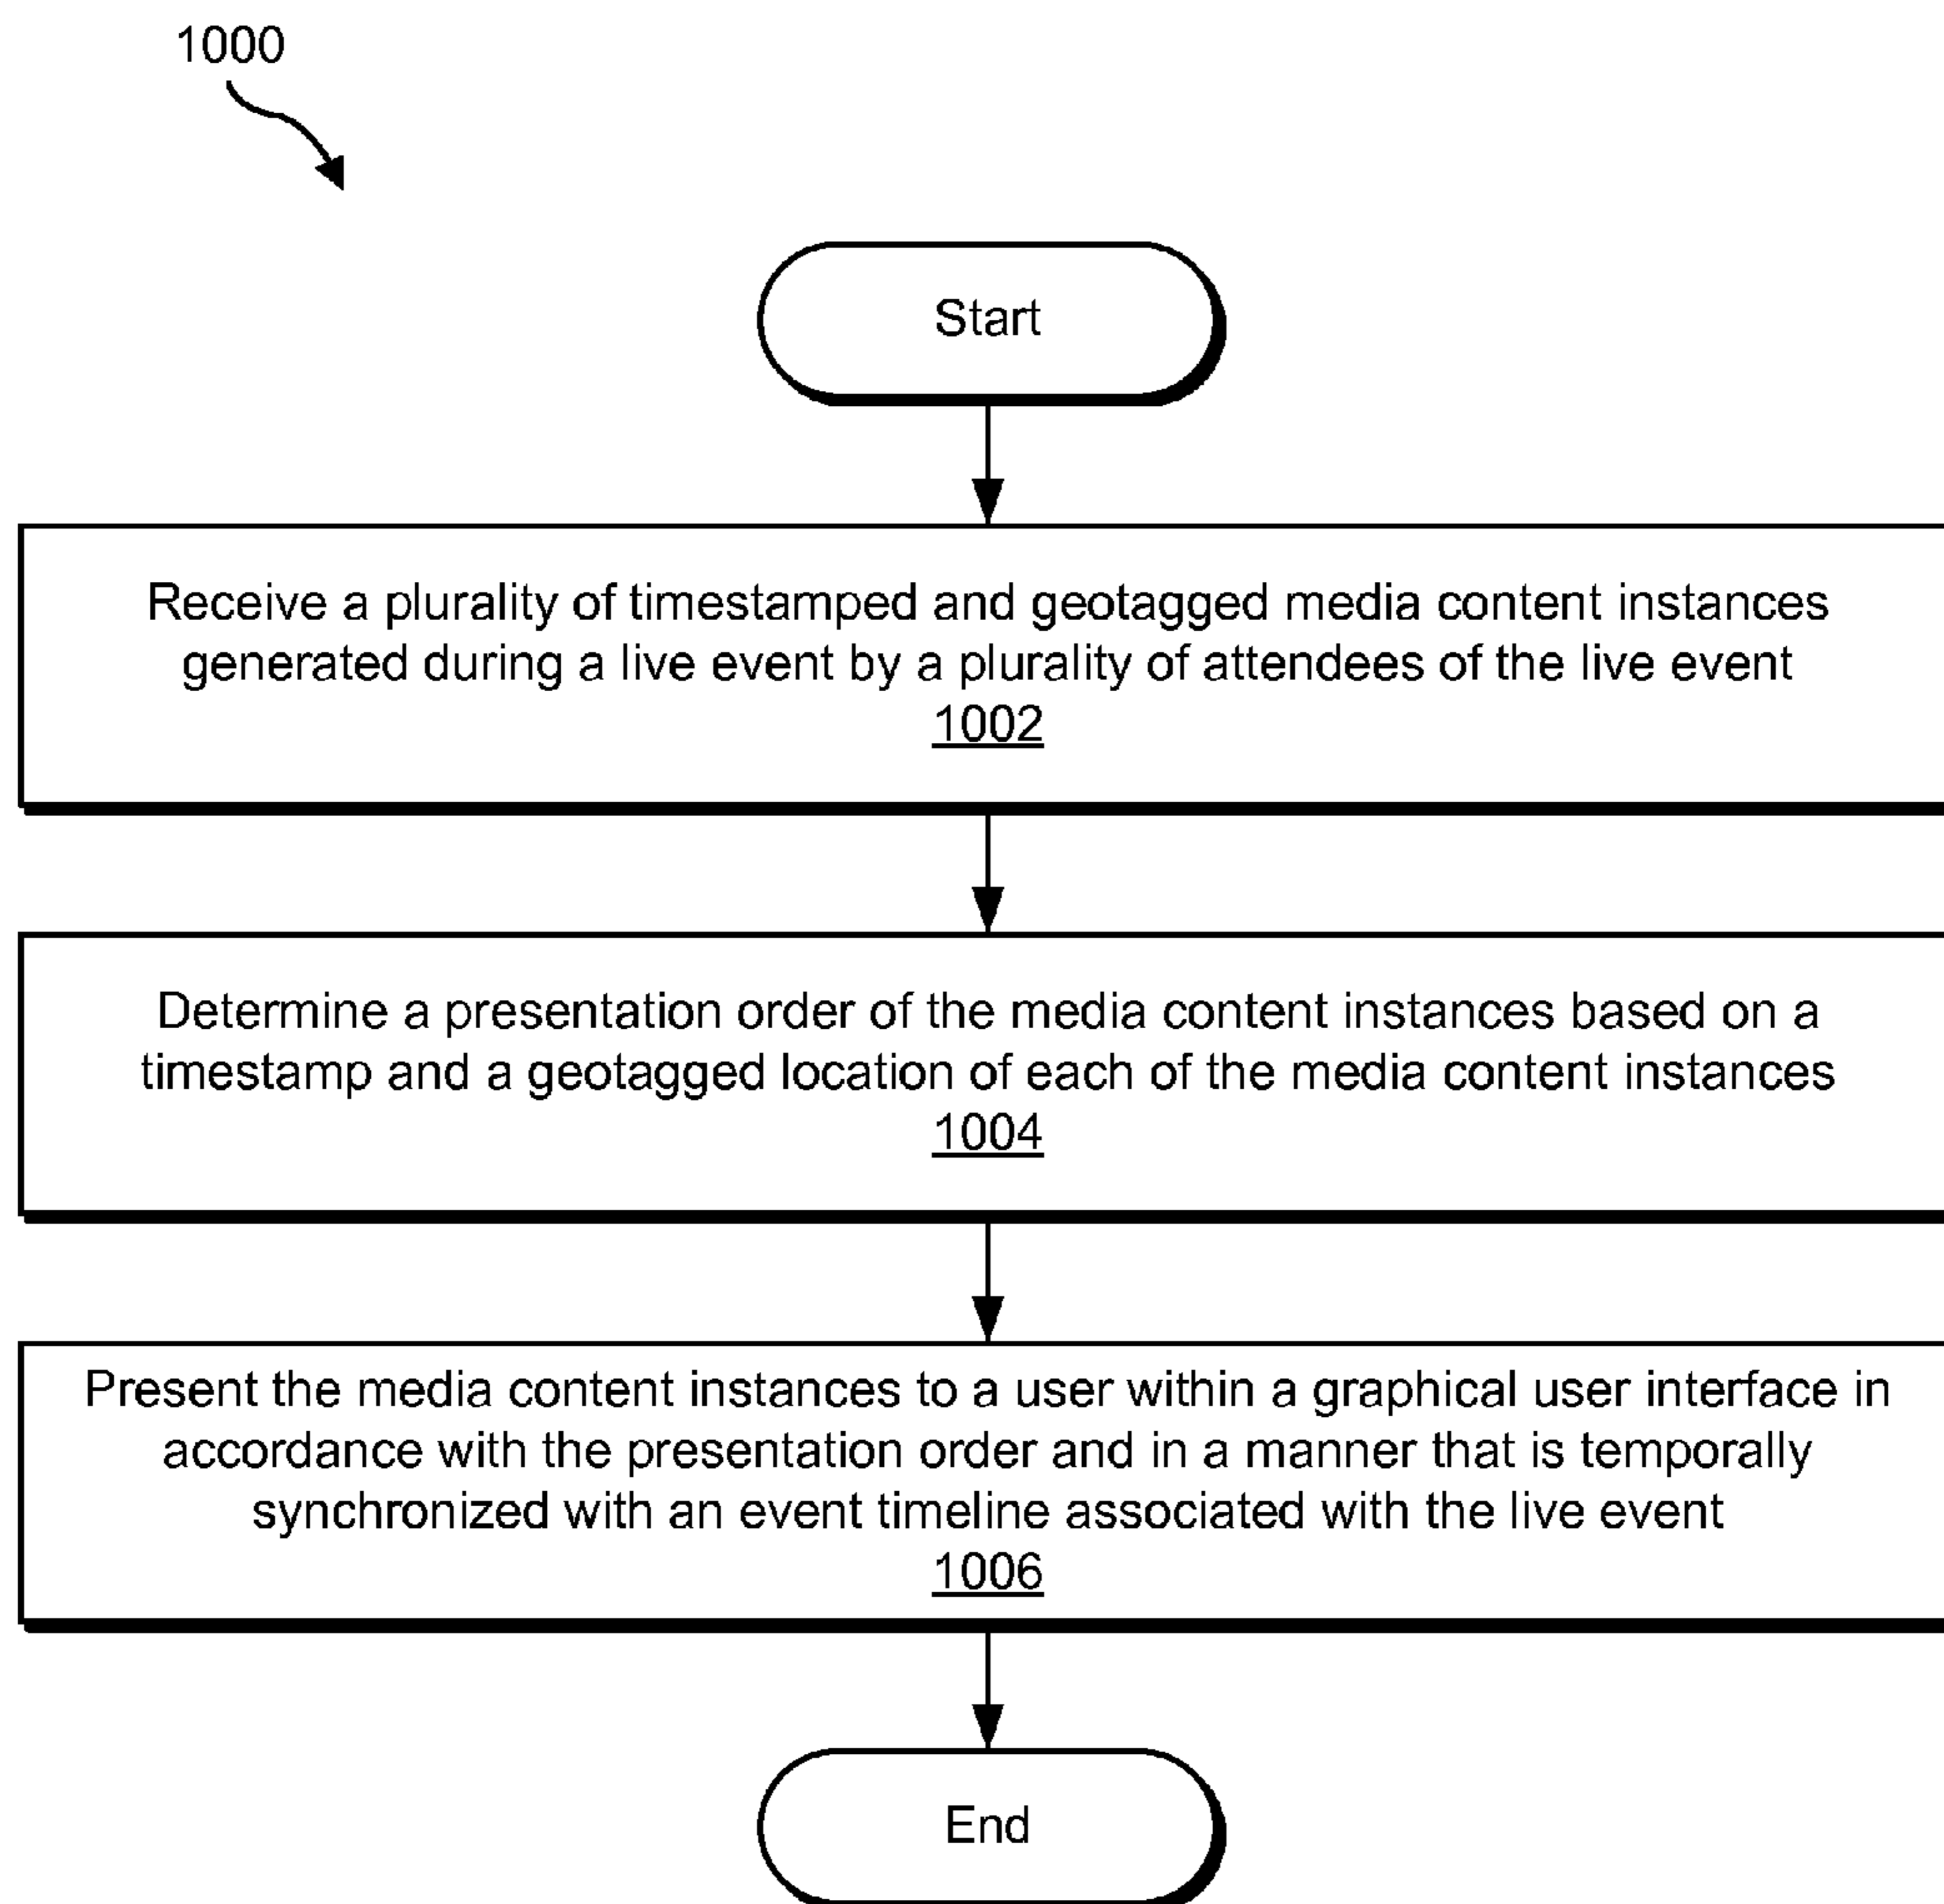 1000
Start
Receive a plurality of timestamped and geotagged media content instances
generated during a live event by a plurality of attendees of the live event
1002
Determine a presentation order of the media content instances based on a
timestamp and a geotagged location of each of the media content instances
1004
Present the media content instances to a user within a graphical user interface in
accordance with the presentation order and in a manner that is temporally
synchronized with an event timeline associated with the live event
1006
End